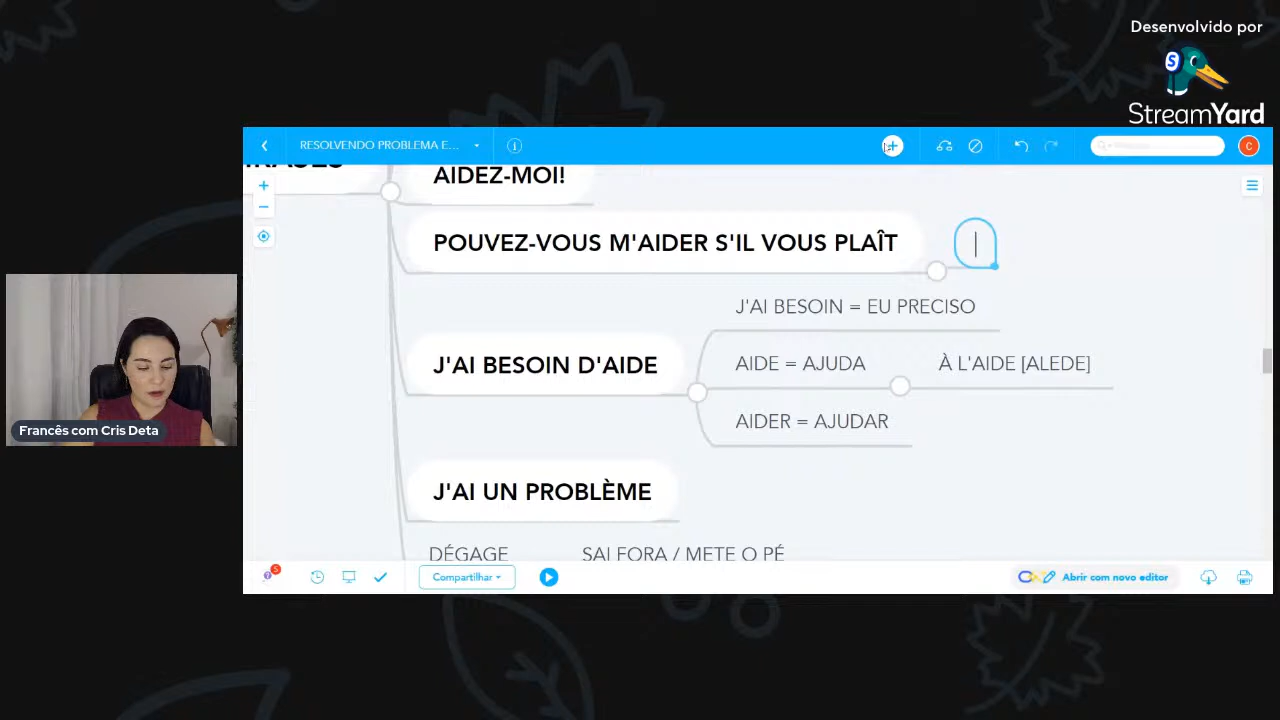 Desenvolvido por
StreamYard
RESOLVENDO PROBLEMA E...
C
AIDEZ-MOI!
POUVEZ-VOUS M'AIDER S'IL VOUS PLAÎT
J'AI BESOIN = EU PRECISO
J'AI BESOIN D'AIDE
AIDE = AJUDA
À L'AIDE [ALEDE]
AIDER = AJUDAR
Francês com Cris Deta
J'AI UN PROBLÈME
DÉGAGE
SAI FORA / METE O PÉ
5
Compartilhar
Abrir com novo editor